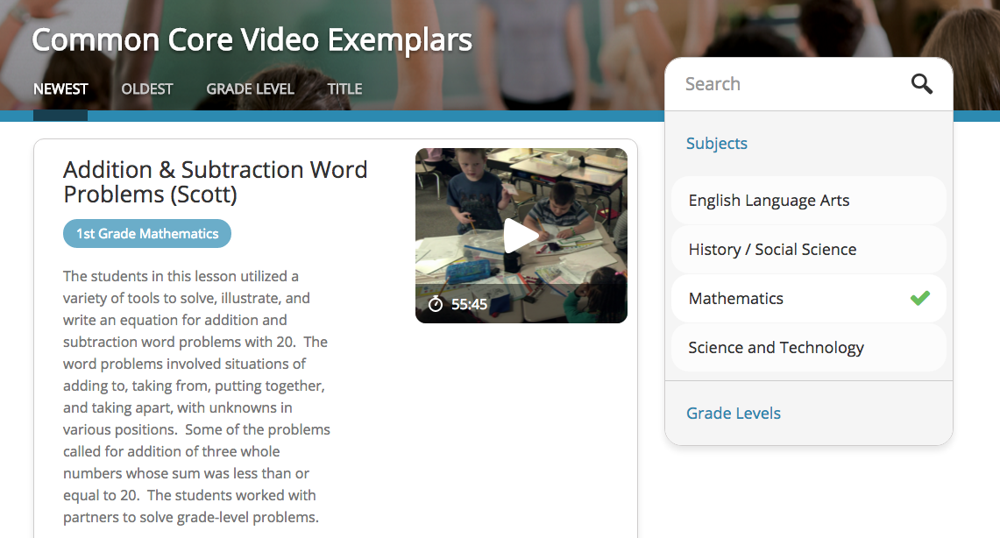 Common Core Video Exemplars
NEWEST OLDEST GRADE LEVEL TITLE
Addition & Subtraction Word
Problems (Scott)
1st Grade Mathematics
The students in this lesson utilized a
variety of tools to solve, illustrate, and
write an equation for addition and
subtraction word problems with 20.  The
word problems involved situations of
adding to, taking from, putting together,
and taking apart, with unknowns in
various positions.  Some of the problems
called for addition of three whole
numbers whose sum was less than or
equal to 20.  The students worked with
partners to solve grade-level problems.
55:45
Search
Subjects
English Language Arts
History / Social Science
Mathematics
Science and Technology
Grade Levels